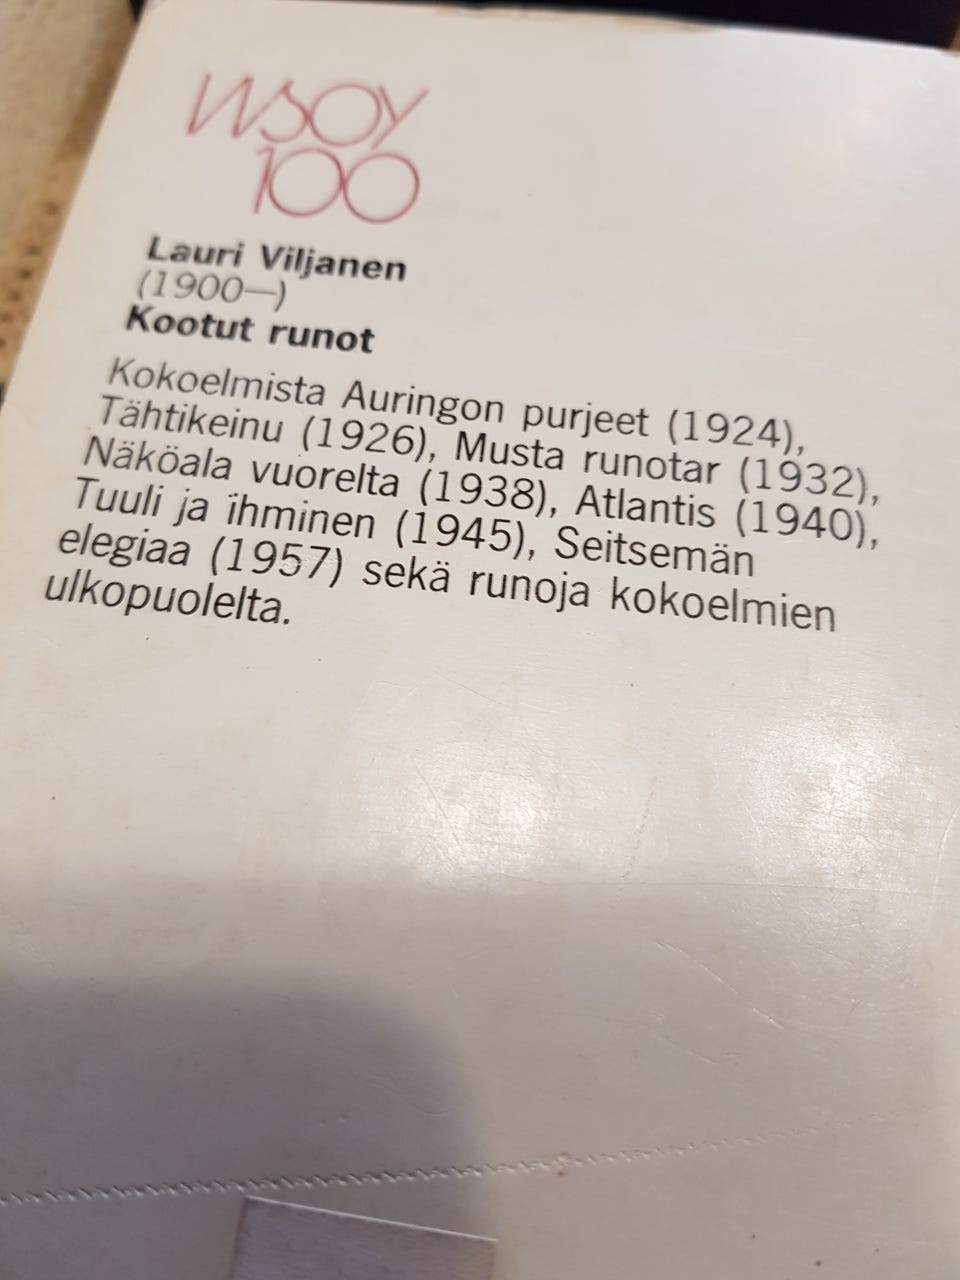 WSOY
100
Lauri Viljanen
(1900—)
Kootut runot
Kokoelmista Auringon purjeet (1924),
Tähtikeinu (1926), Musta runotar (1932),
Näköala vuorelta (1938), Atlantis (1940),
Tuuli ja ihminen (1945), Seitsemän
elegiaa (1957) sekä runoja kokoelmien
ulkopuolelta.